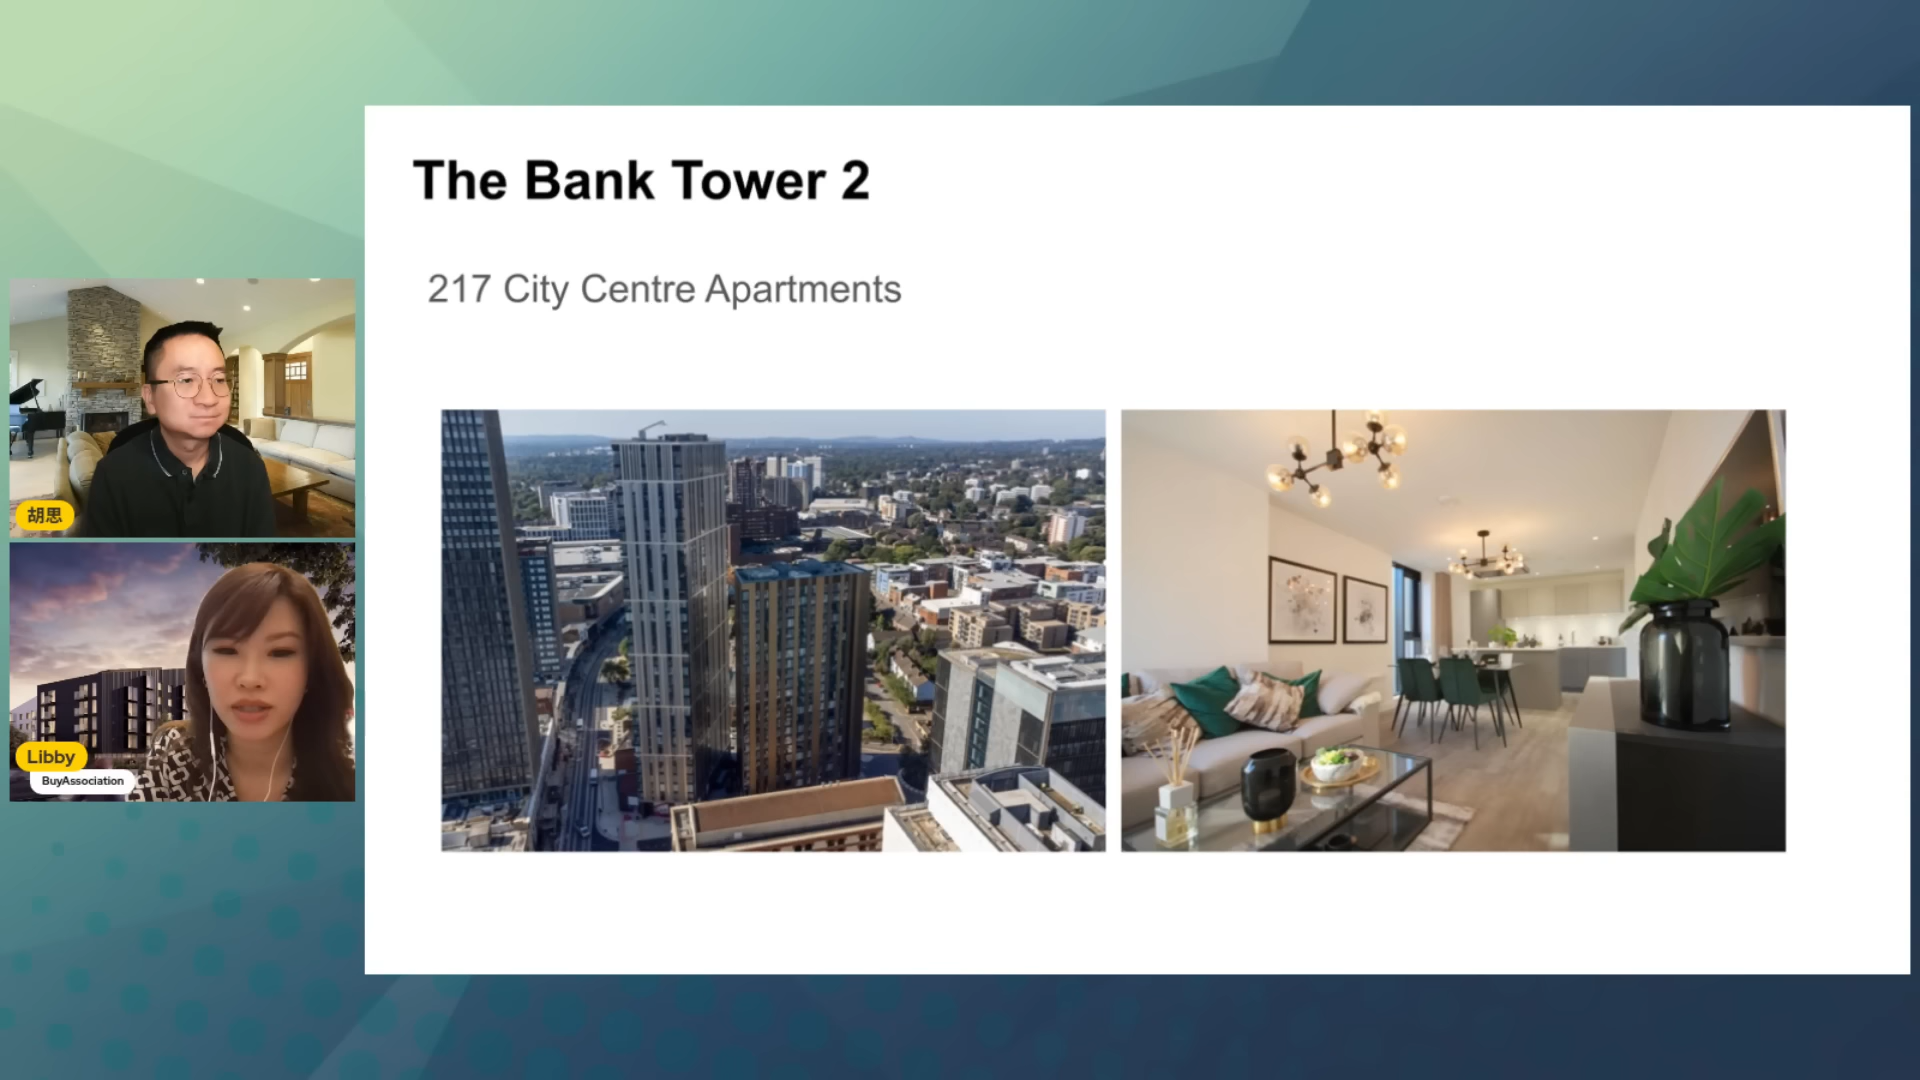 The Bank Tower 2
217 City Centre Apartments
胡思
Libby
BuyAssociation